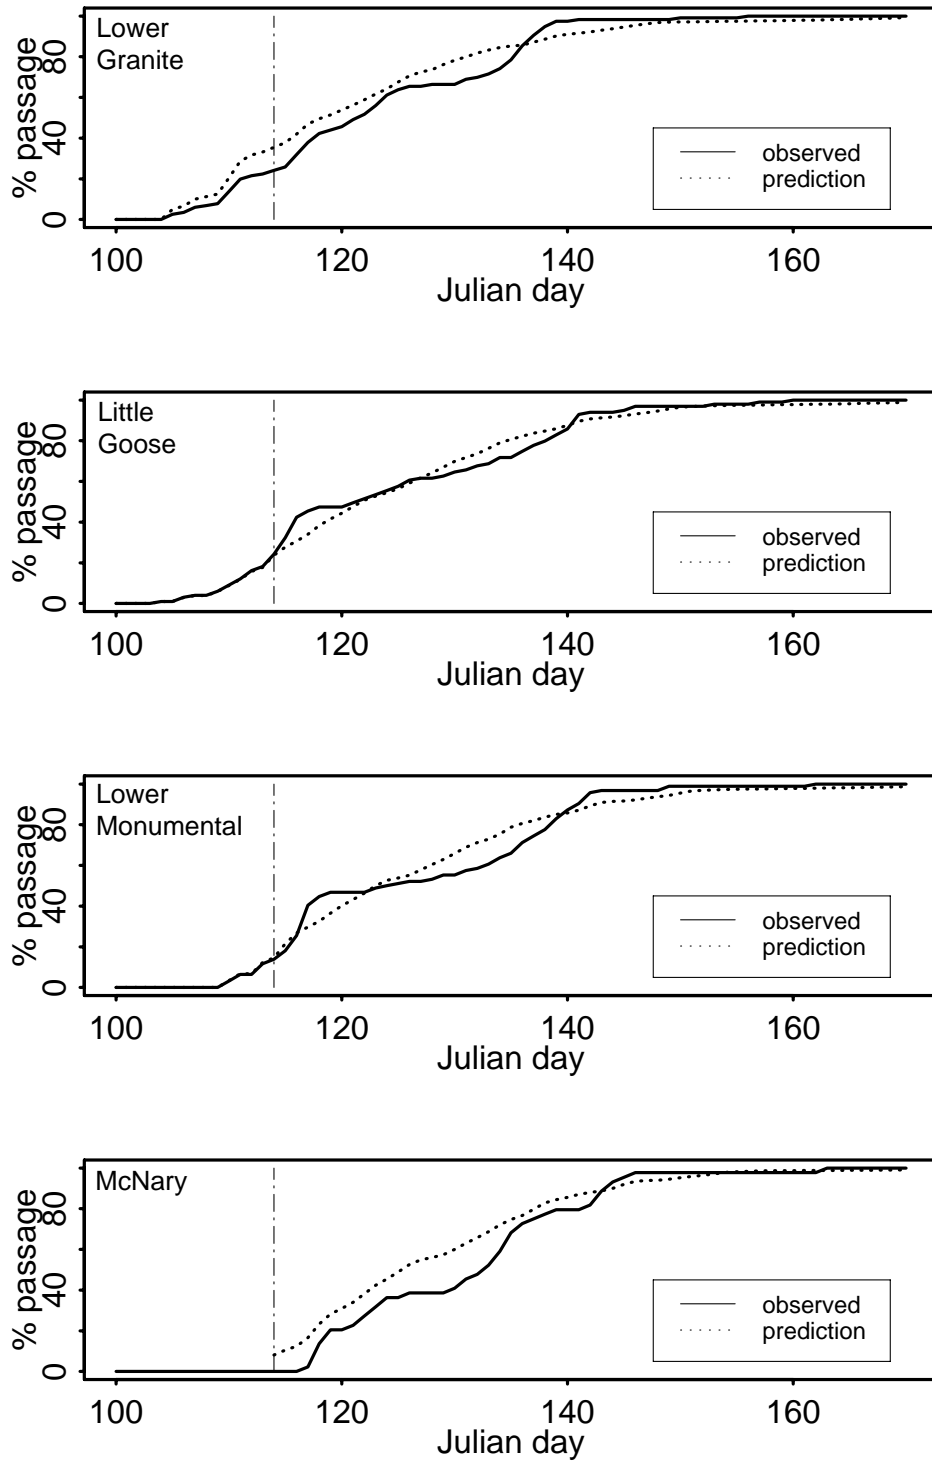 Lower
Granite
% passage
0 40 80
observed
prediction
100 120 140 160
Julian day
Little
Goose
% passage
0 40 80
observed
prediction
100 120 140 160
Julian day
Lower
Monumental
% passage
0 40 80
observed
prediction
100 120 140 160
Julian day
McNary
% passage
0 40 80
observed
prediction
100 120 140 160
Julian day